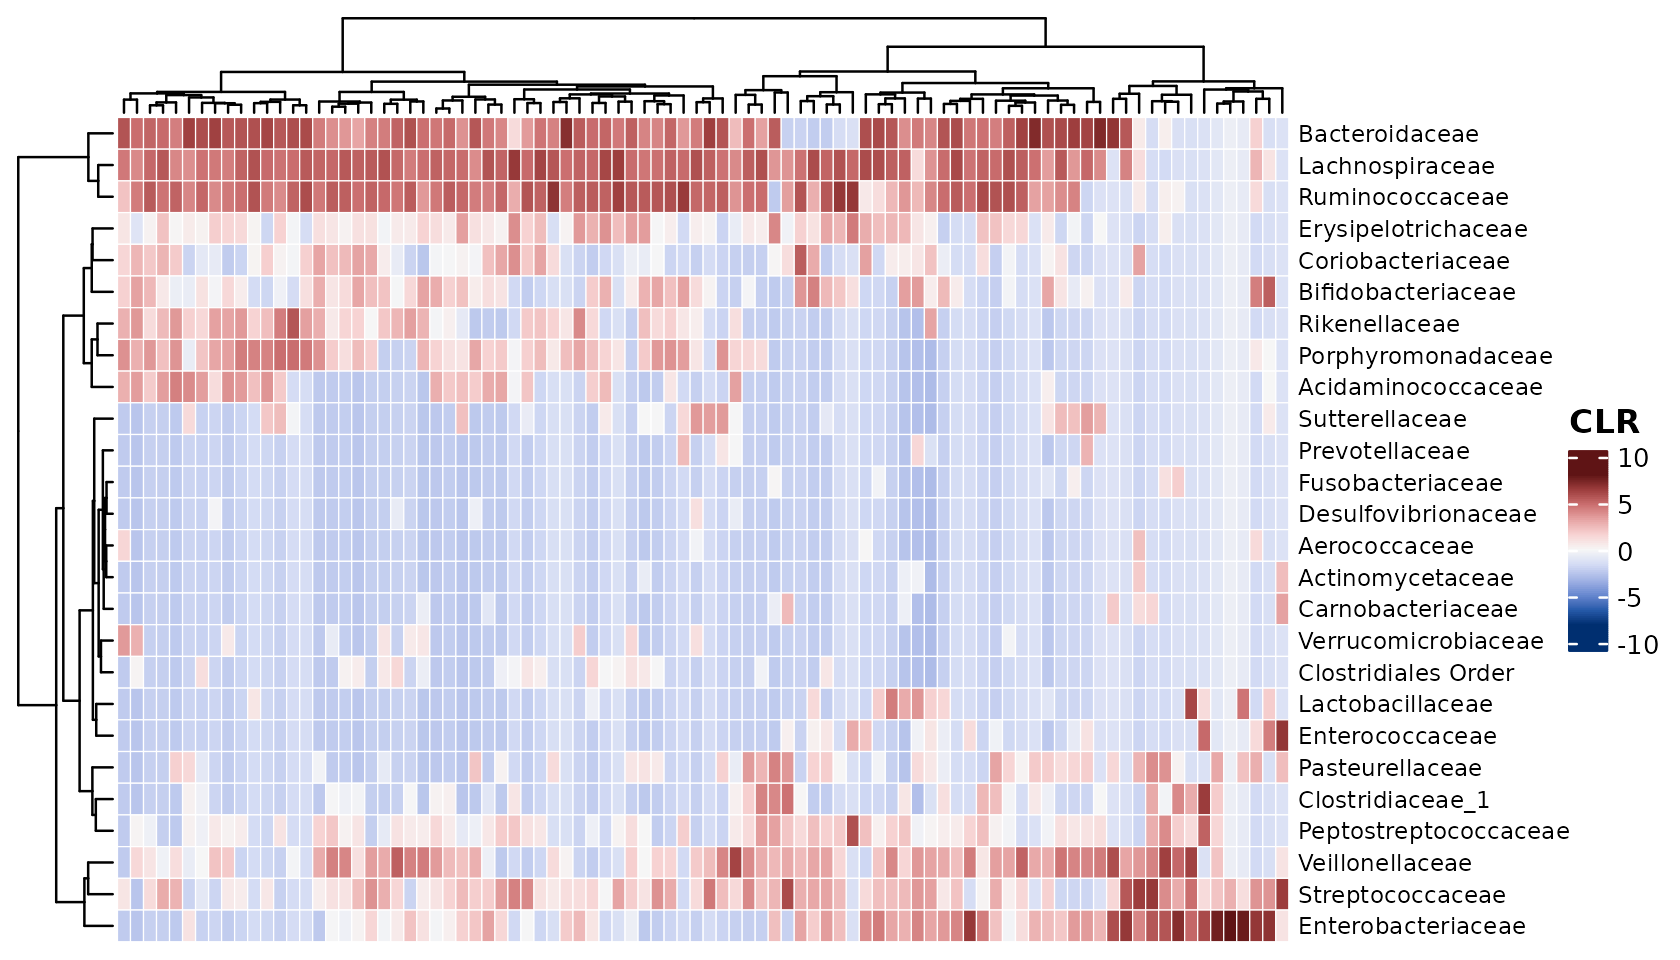 Bacteroidaceae
Lachnospiraceae
Ruminococcaceae
Erysipelotrichaceae
Coriobacteriaceae
Bifidobacteriaceae
Rikenellaceae
Porphyromonadaceae
Acidaminococcaceae
Sutterellaceae
Prevotellaceae
Fusobacteriaceae
Desulfovibrionaceae
Aerococcaceae
Actinomycetaceae
Carnobacteriaceae
Verrucomicrobiaceae
Clostridiales Order
Lactobacillaceae
Enterococcaceae
Pasteurellaceae
Clostridiaceae_1
Peptostreptococcaceae
Veillonellaceae
Streptococcaceae
Enterobacteriaceae
CLR
10
5
0
-5
-10